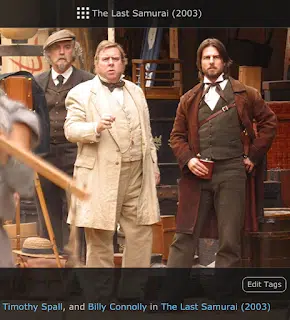 The Last Samurai (2003)
Edit Tags
Timothy Spall, and Billy Connolly in The Last Samurai (2003)